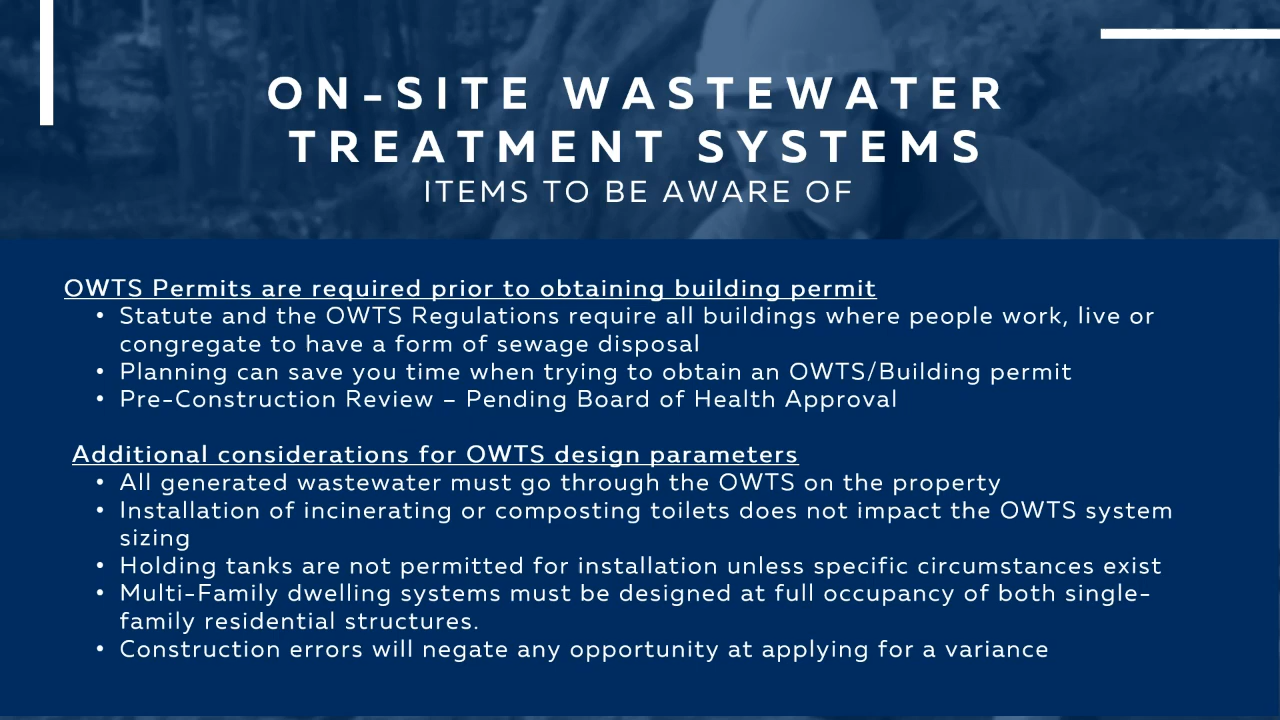 ON-SITE WASTEWATER
TREATMENT SYSTEMS
ITEMS TO BE AWARE OF
OWTS Permits are required prior to obtaining building permit
• Statute and the OWTS Regulations require all buildings where people work, live or
congregate to have a form of sewage disposal
• Planning can save you time when trying to obtain an OWTS/Building permit
• Pre-Construction Review – Pending Board of Health Approval
Additional considerations for OWTS design parameters
• All generated wastewater must go through the OWTS on the property
• Installation of incinerating or composting toilets does not impact the OWTS system
sizing
• Holding tanks are not permitted for installation unless specific circumstances exist
• Multi-Family dwelling systems must be designed at full occupancy of both single-
family residential structures.
• Construction errors will negate any opportunity at applying for a variance